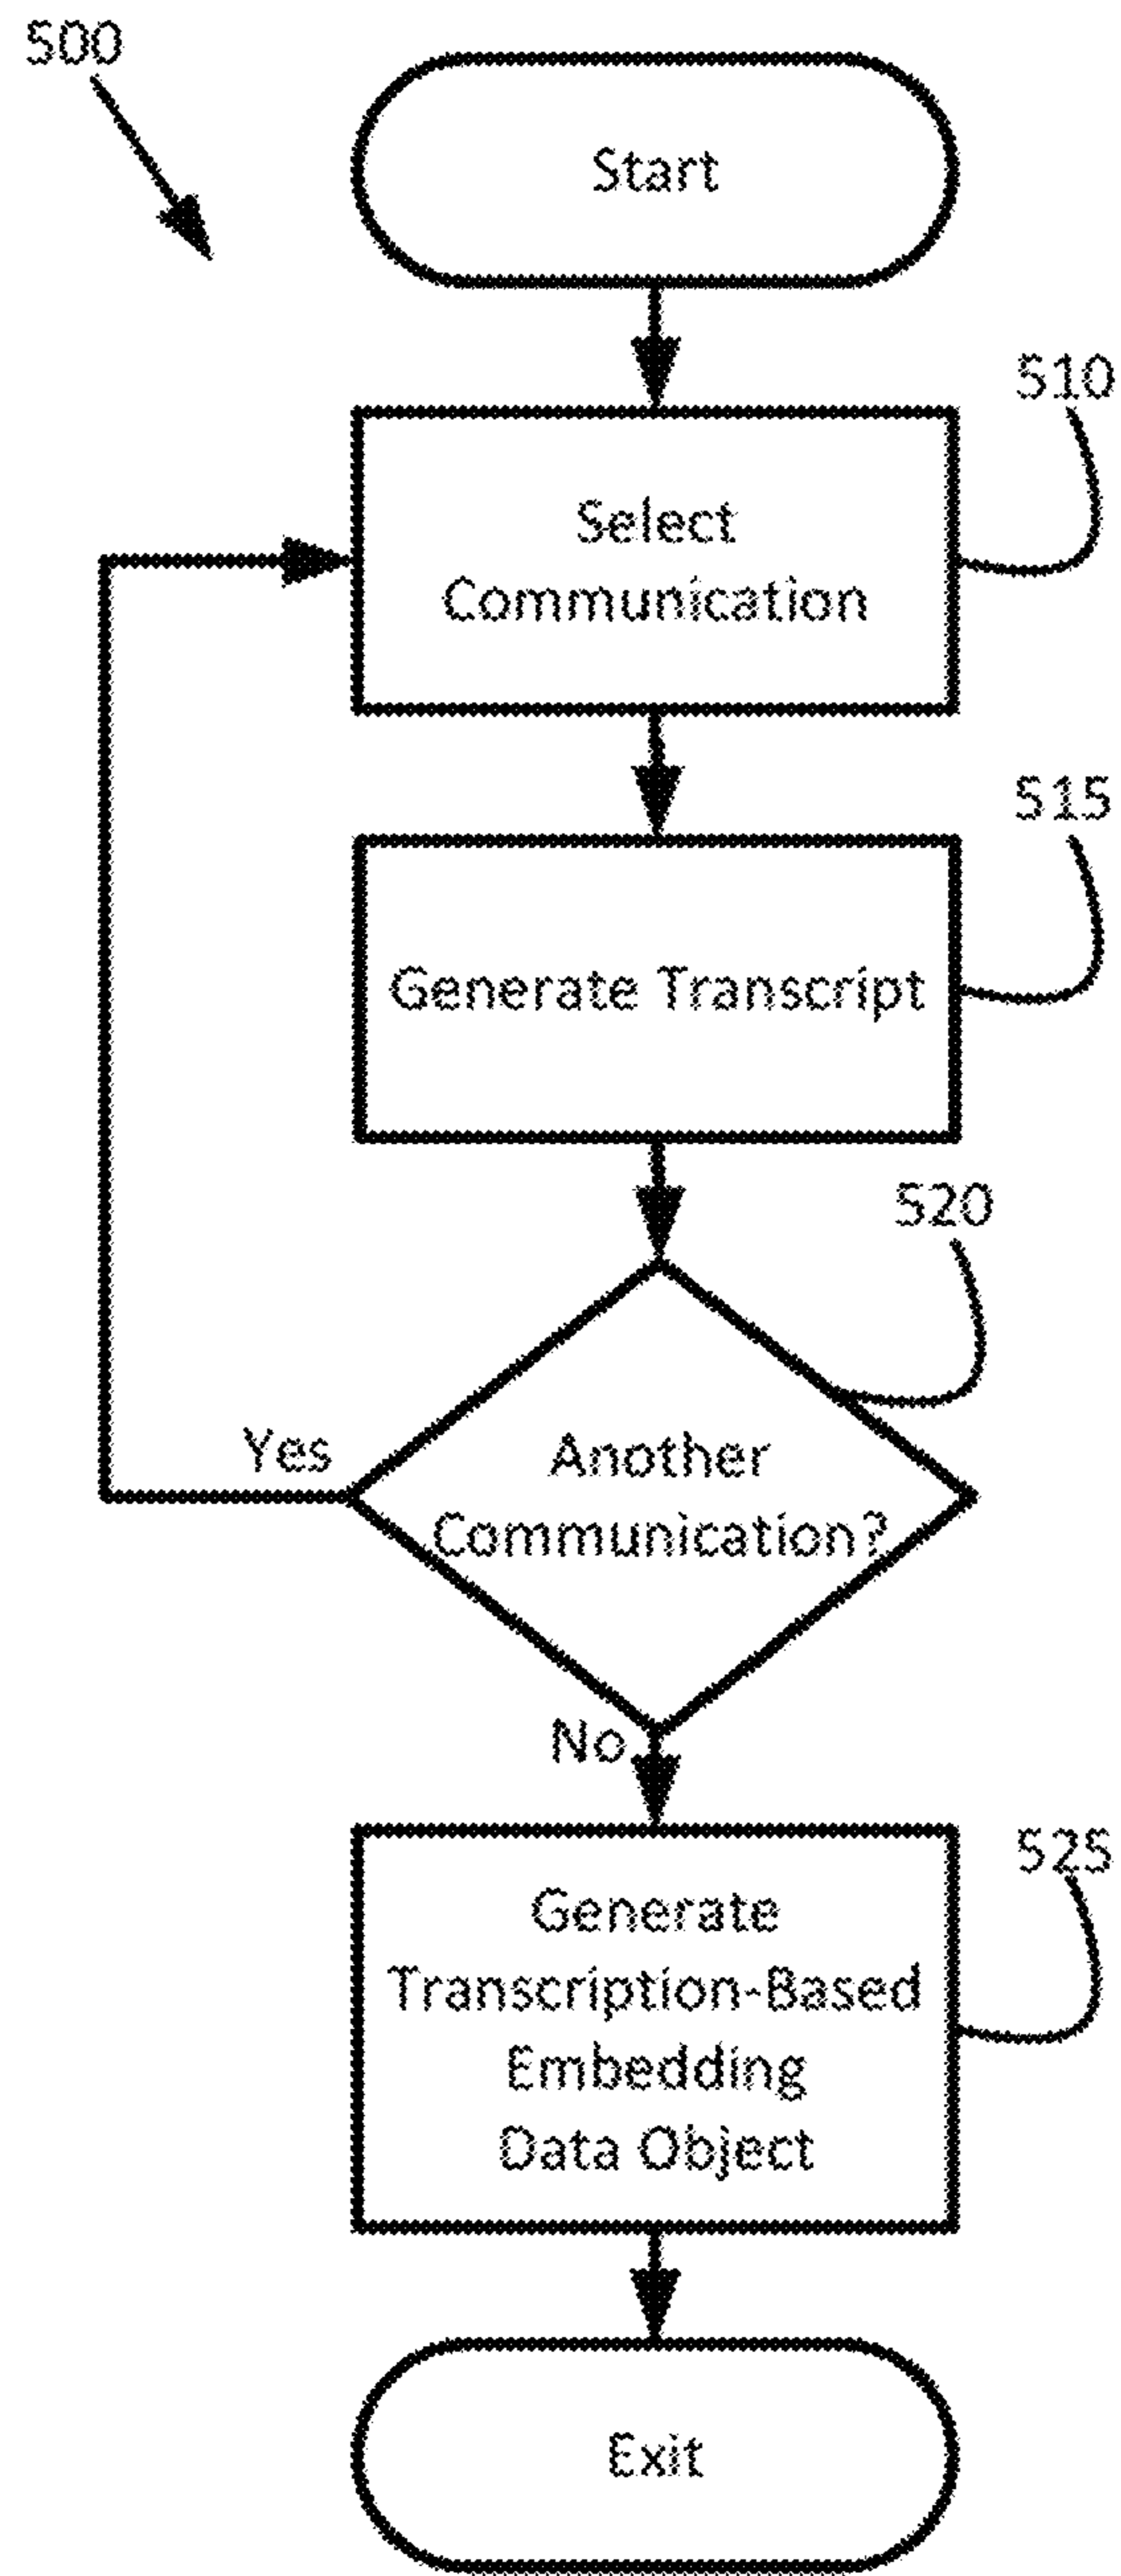 500
Start
510
Select
Communication
515
Generate Transcript
520
Yes
Another
Communication?
No
525
Generate
Transcription-Based
Embedding
Data Object
Exit